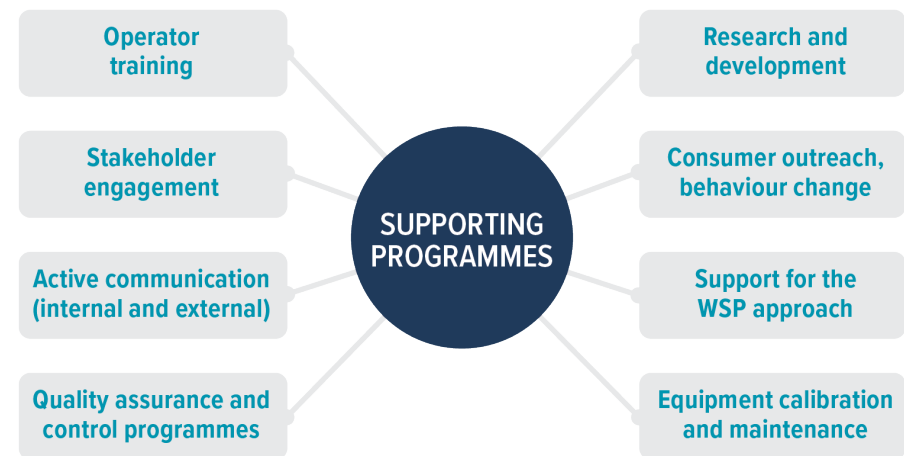 Operator
training
Stakeholder
engagement
Active communication
(internal and external)
Quality assurance and
control programmes
SUPPORTING
PROGRAMMES
Research and
development
Consumer outreach,
behaviour change
Support for the
WSP approach
Equipment calibration
and maintenance